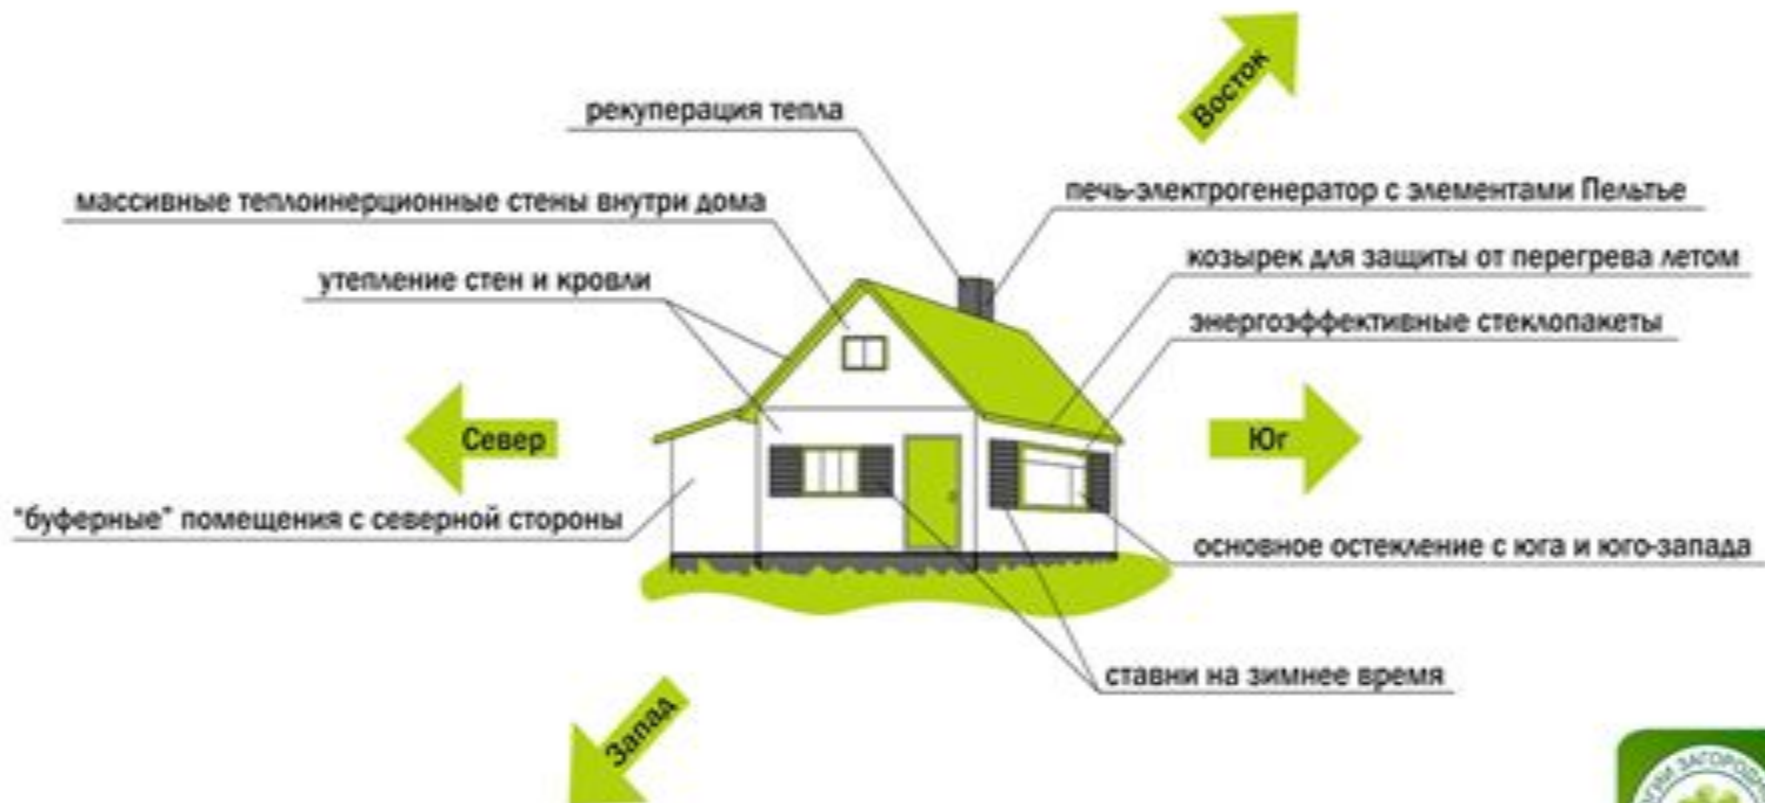 Восток
рекуперация тепла
печь-электрогенератор с элементами Пельтье
массивные теплоинерционные стены внутри дома
козырек для защиты от перегрева летом
утепление стен и кровли
энергоэффективные стеклопакеты
Север
Юг
"буферные" помещения с северной стороны
основное остекление с юга и юго-запада
ставни на зимнее время
Запад